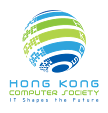 HONG KONG
COMPUTER SOCIETY
IT Shapes the Future